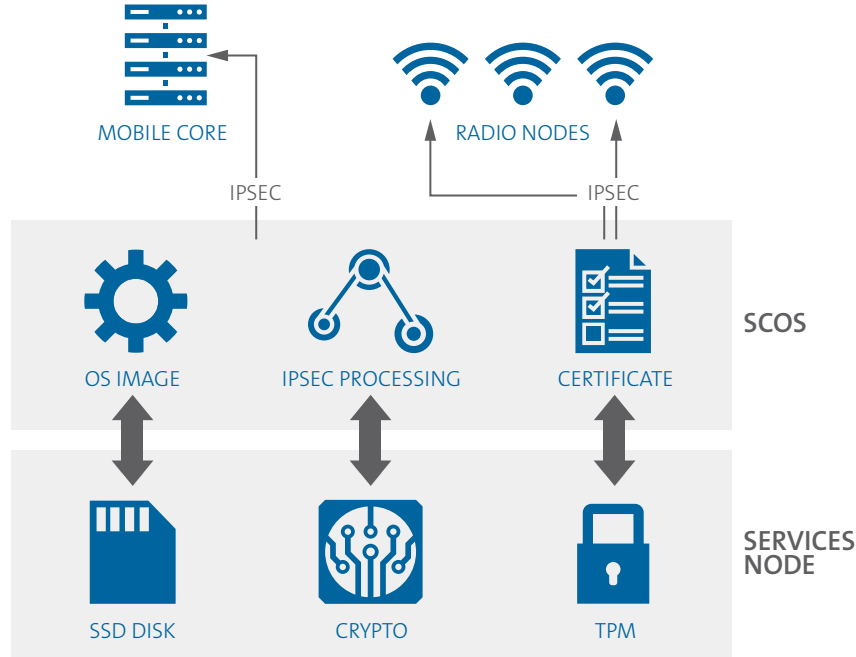 MOBILE CORE
RADIO NODES
IPSEC
IPSEC
OS IMAGE
IPSEC PROCESSING
CERTIFICATE
SCOS
SSD DISK
CRYPTO
TPM
SERVICES
NODE